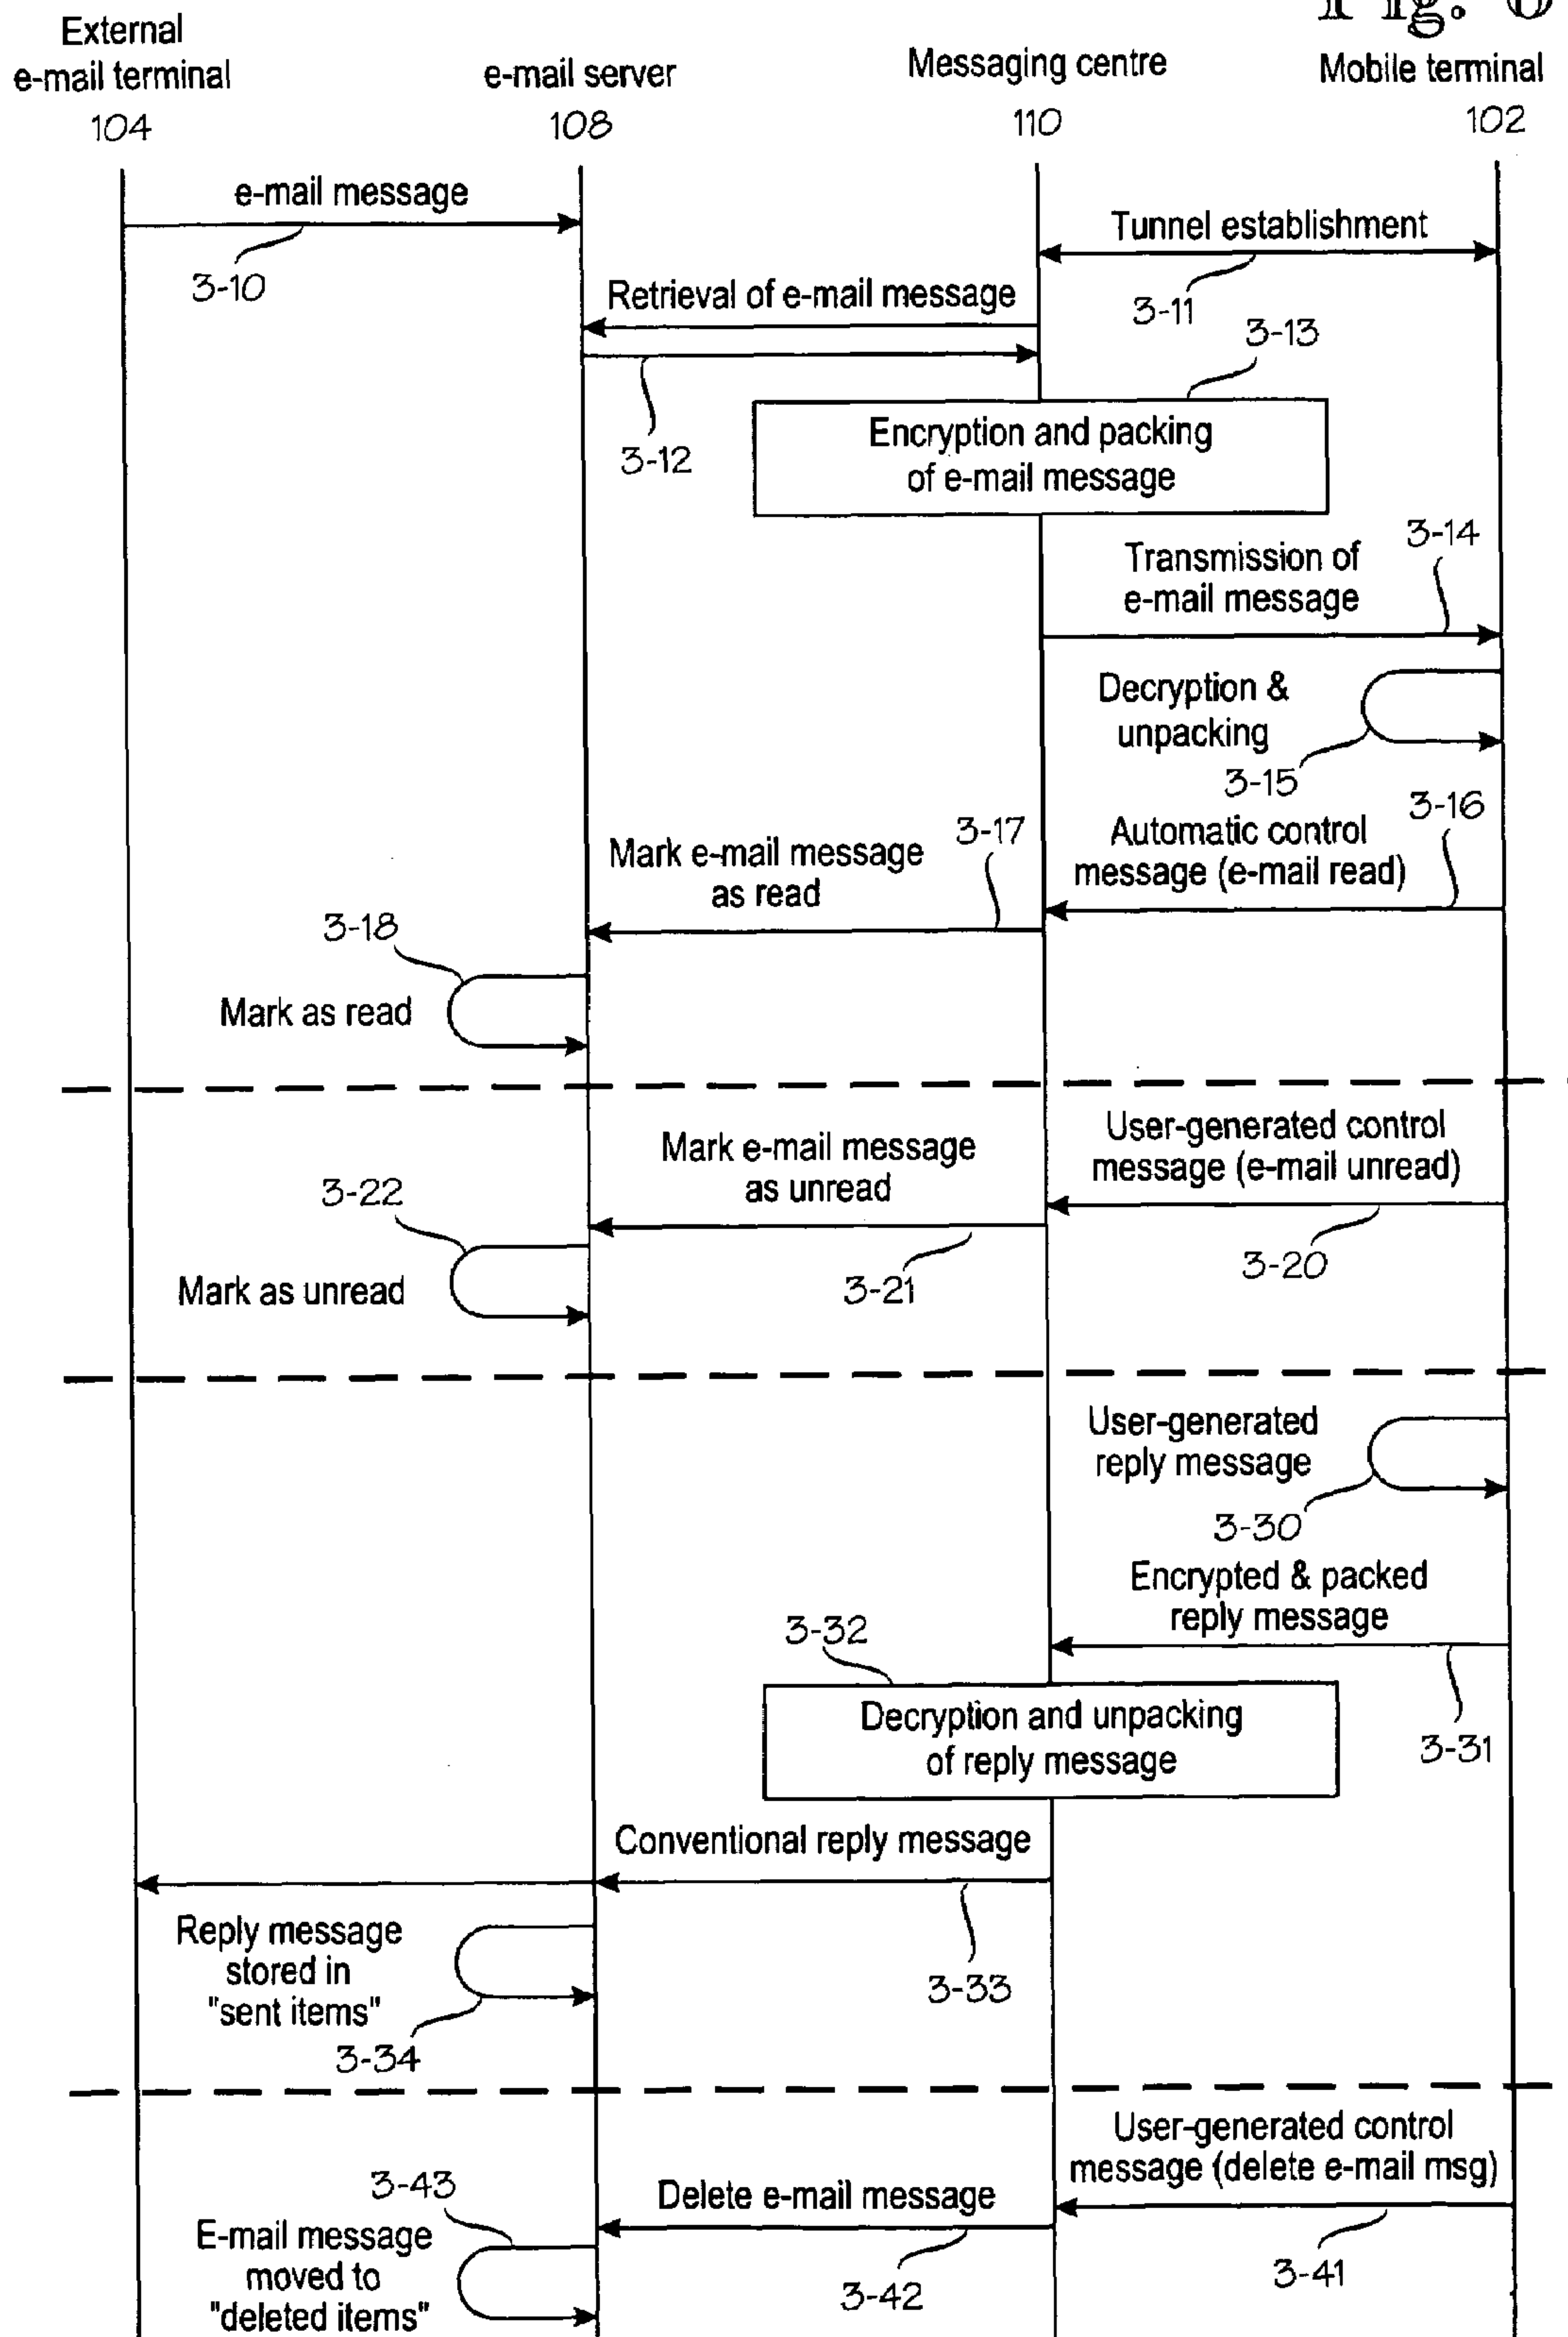 Fig.
External
e-mail terminal
104
e-mail server
108
Messaging centre
110
Mobile terminal
102
e-mail message
3-10
Tunnel establishment
3-11
Retrieval of e-mail message
3-12
3-13
Encryption and packing
of e-mail message
3-14
Transmission of
e-mail message
Decryption &
unpacking
3-15
3-16
Automatic control
message (e-mail read)
3-17
Mark e-mail message
as read
3-18
Mark as read
User-generated control
message (e-mail unread)
3-20
Mark e-mail message
as unread
3-21
3-22
Mark as unread
User-generated
reply message
3-30
Encrypted & packed
reply message
3-31
3-32
Decryption and unpacking
of reply message
Conventional reply message
3-33
Reply message
stored in
"sent items"
3-34
User-generated control
message (delete e-mail msg)
3-41
Delete e-mail message
3-42
3-43
E-mail message
moved to
"deleted items"